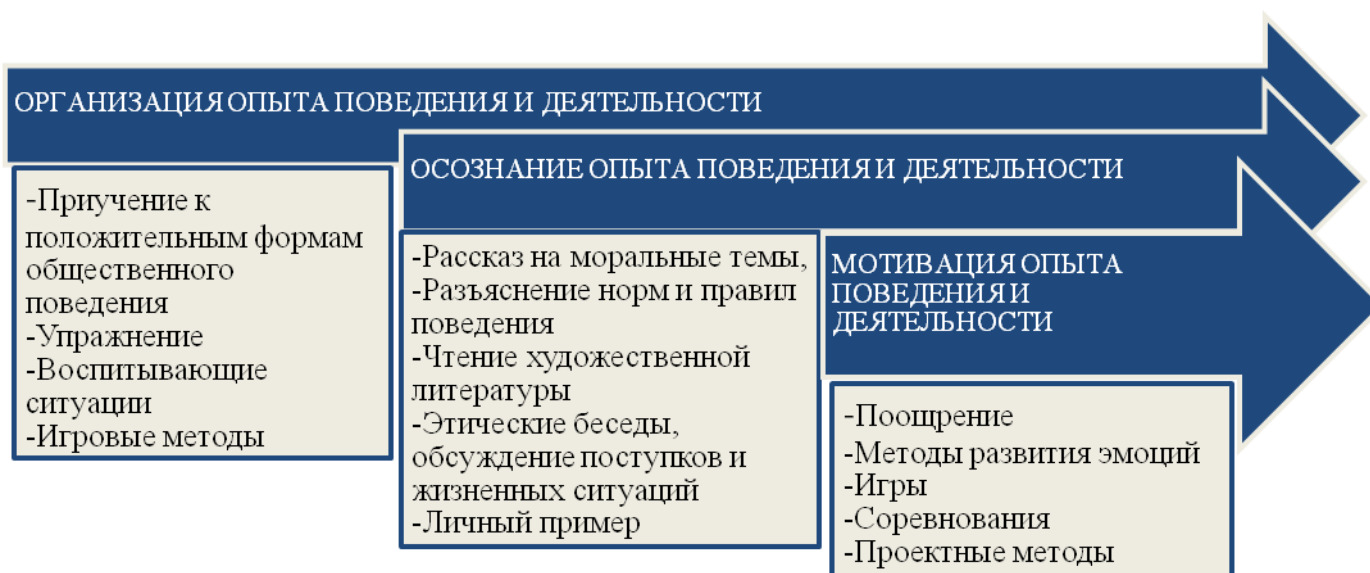 ОРГАНИЗАЦИЯ ОПЫТА ПОВЕДЕНИЯ И ДЕЯТЕЛЬНОСТИ
-Приучение к
положительным формам
общественного
поведения
-Упражнение
-Воспитывающие
ситуации
-Игровые методы
ОСОЗНАНИЕ ОПЫТА ПОВЕДЕНИЯ И ДЕЯТЕЛЬНОСТИ
-Рассказ на моральные темы,
-Разъяснение норм и правил
поведения
-Чтение художественной
литературы
-Этические беседы,
обсуждение поступков и
жизненных ситуаций
-Личный пример
МОТИВАЦИЯ ОПЫТА
ПОВЕДЕНИЯ И
ДЕЯТЕЛЬНОСТИ
-Поощрение
-Методы развития эмоций
-Игры
-Соревнования
-Проектные методы